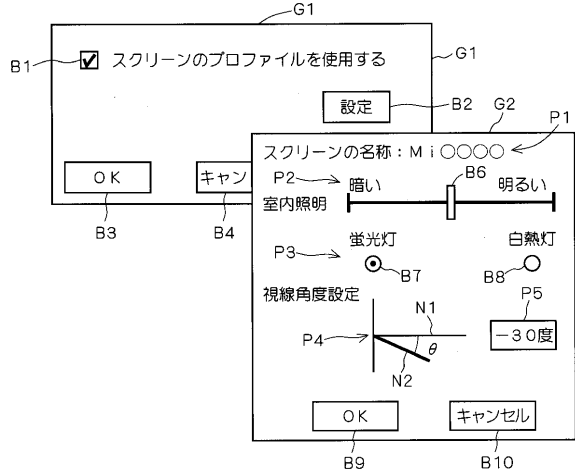 G1
B1
スクリーンのプロファイルを使用する
G1
設定
B2
G2
P1
OK
キャン
B3
B4
スクリーンの名称：Mi○○○○
P2
暗い
B6
明るい
室内照明
P3
蛍光灯
白熱灯
B7
B8
視線角度設定
P5
N1
P4
θ
−30度
N2
OK
キャンセル
B9
B10